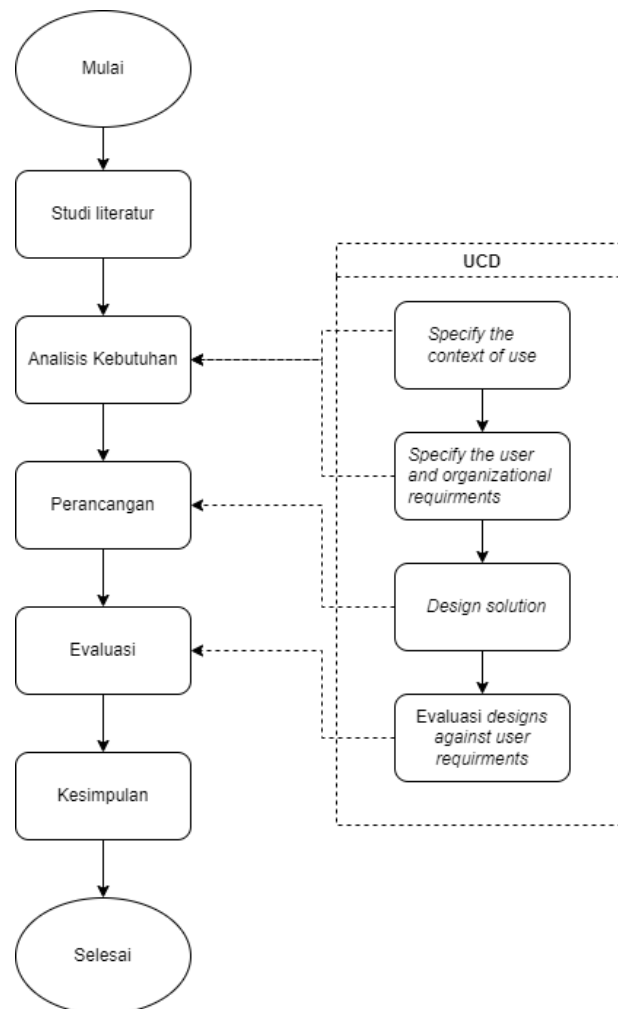 Mulai
Studi literatur
Analisis Kebutuhan
Perancangan
Evaluasi
Kesimpulan
Selesai
UCD
Specify the
context of use
Specify the user
and organizational
requirments
Design solution
Evaluasi designs
against user
requirments